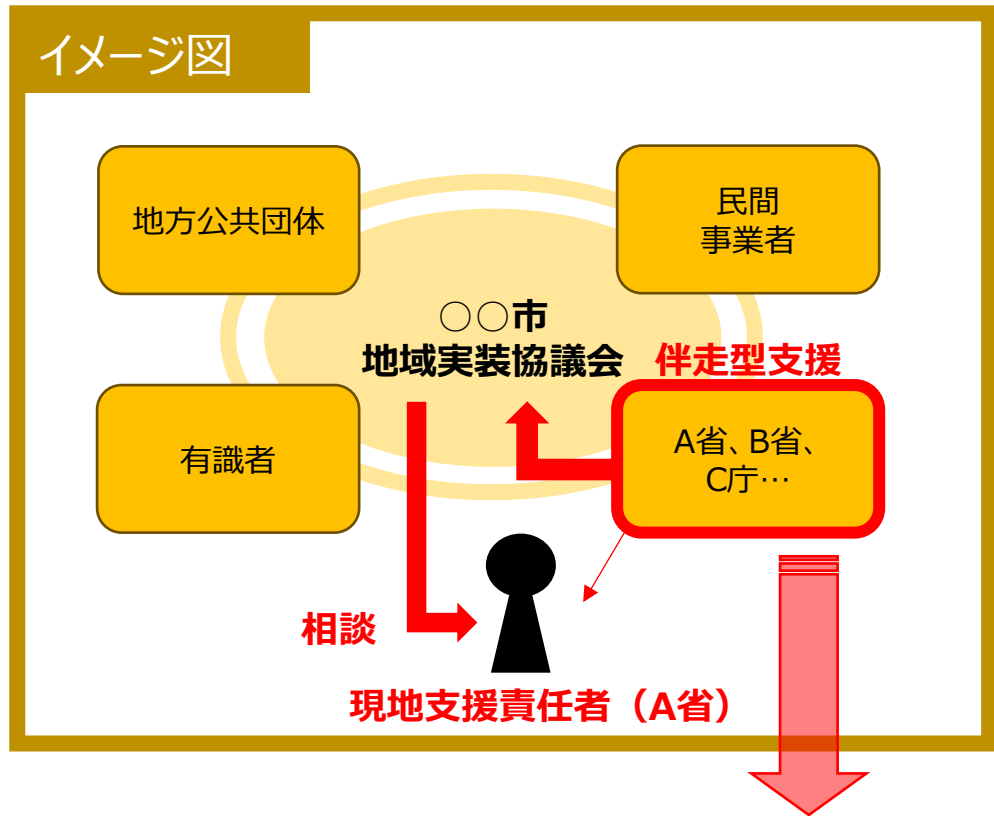 イメージ図
地方公共団体
民間
事業者
○○市
地域実装協議会
伴走型支援
有識者
A省、B省、
C庁…
相談
現地支援責任者（A省）